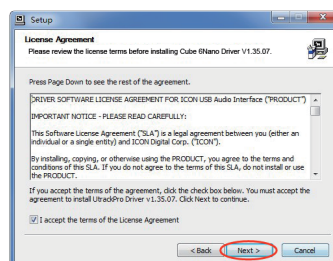 Setup
License Agreement
Please review the license terms before installing Cube 6Nano Driver V1.35.07.
Press Page Down to see the rest of the agreement.
DRIVER SOFTWARE LICENSE AGREEMENT FOR ICON USB Audio Interface ("PRODUCT")
IMPORTANT NOTICE - PLEASE READ CAREFULLY:
This Software License Agreement ("SLA") is a legal agreement between you (either an
individual or a single entity) and ICON Digital Corp. ("ICON").
By installing, copying, or otherwise using the PRODUCT, you agree to the terms and
conditions of this SLA. If you do not agree to the terms of this SLA, do not install or use
the PRODUCT.
If you accept the terms of the agreement, click the check box below. You must accept the
agreement to install UtrackPro Driver v1.35.07. Click Next to continue.
I accept the terms of the License Agreement
< Back Next > Cancel